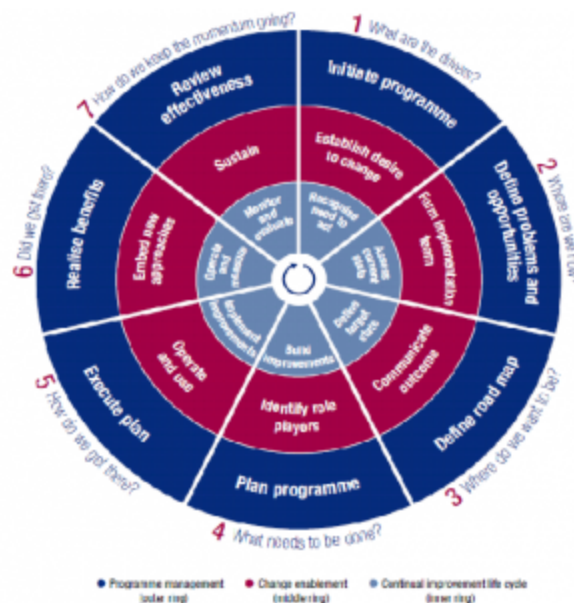 1 What are the drivers?
Initiate programme
Establish desire
to change
Recognise
need to
act
2 Where are we now?
Define problems and
opportunities
Form implementation
team
Assess
current
state
3 Where do we want to be?
Define road map
Communicate
outcome
Define
target
state
4 What needs to be done?
Plan programme
Identify role
players
Build
improvements
5 How do we get there?
Execute plan
Operate
and use
Implement
improvements
6 Did we get there?
Realise benefits
Embed new
approaches
Operate
and
measure
7 How do we keep the momentum going?
Review
effectiveness
Sustain
Monitor
and
evaluate
Programme management
(outer ring)
Change enablement
(middle ring)
Continual improvement life cycle
(inner ring)